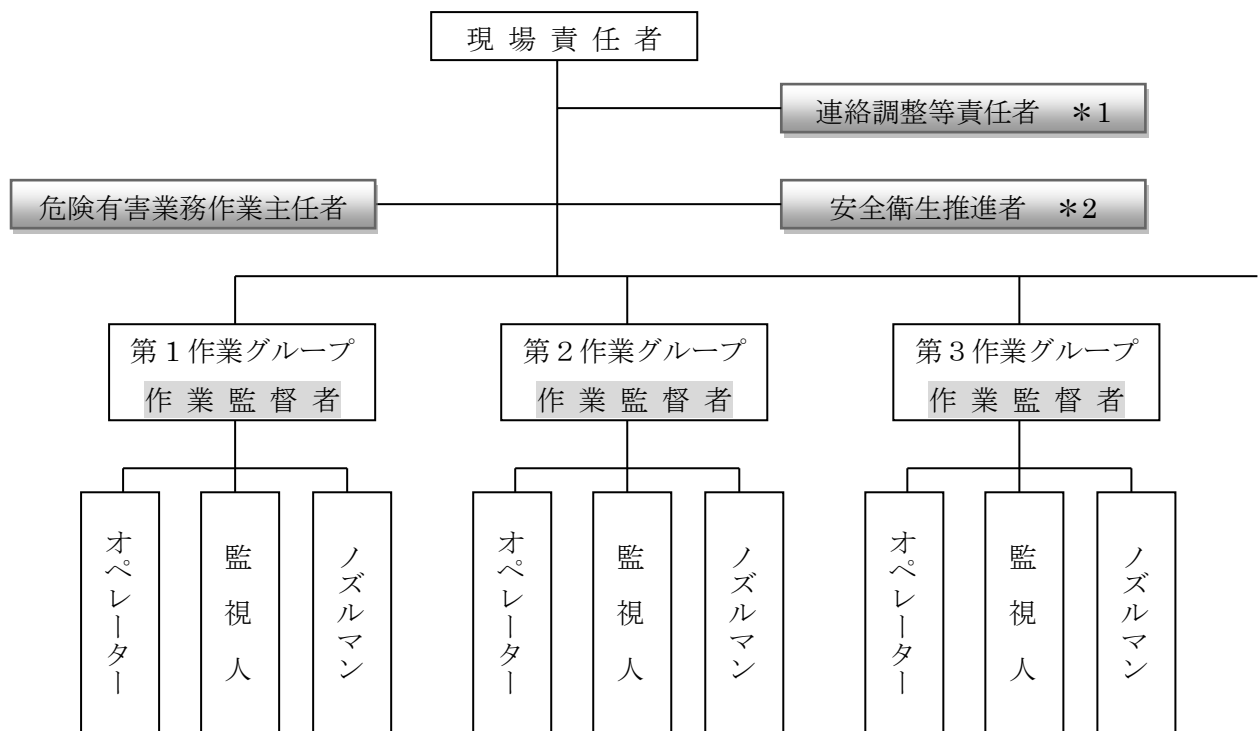 現場責任者
連絡調整等責任者　＊1
危険有害業務作業主任者
安全衛生推進者　＊2
第１作業グループ
作業監督者
第２作業グループ
作業監督者
第３作業グループ
作業監督者
オペレーター
監視人
ノズルマン
オペレーター
監視人
ノズルマン
オペレーター
監視人
ノズルマン